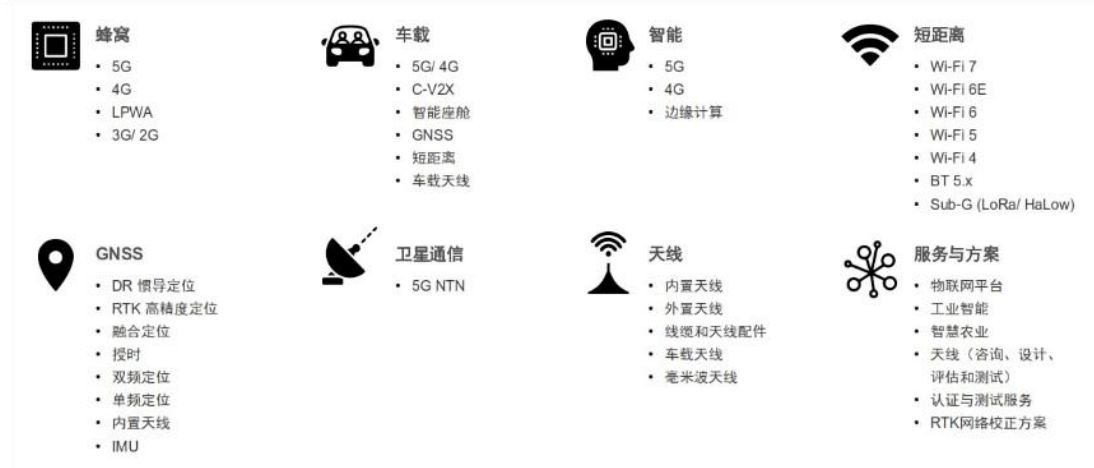 蜂窝
• 5G
• 4G
• LPWA
• 3G/ 2G
车载
• 5G/ 4G
• C-V2X
• 智能座舱
• GNSS
• 短距离
• 车载天线
智能
• 5G
• 4G
• 边缘计算
短距离
• Wi-Fi 7
• Wi-Fi 6E
• Wi-Fi 6
• Wi-Fi 5
• Wi-Fi 4
• BT 5.x
• Sub-G (LoRa/ HaLow)
GNSS
• DR 惯导定位
• RTK 高精度定位
• 融合定位
• 授时
• 双频定位
• 单频定位
• 内置天线
• IMU
卫星通信
• 5G NTN
天线
• 内置天线
• 外置天线
• 线缆和天线配件
• 车载天线
• 毫米波天线
服务与方案
• 物联网平台
• 工业智能
• 智慧农业
• 天线（咨询、设计、
评估和测试）
• 认证与测试服务
• RTK网络校正方案